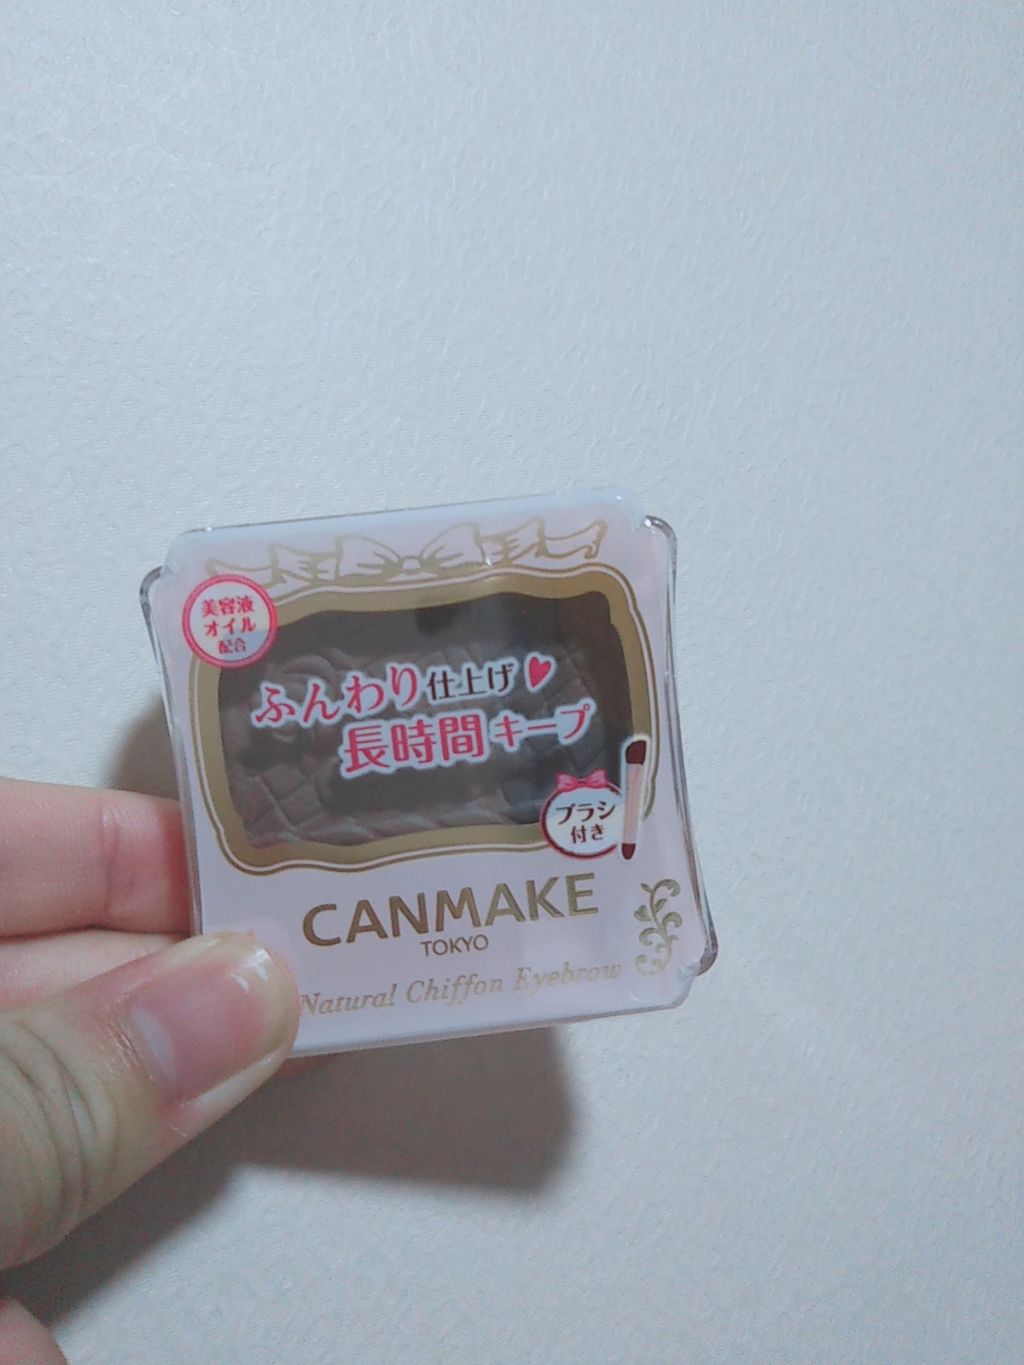 美容液
オイル
配合
ふんわり仕上げ♥
長時間キープ
ブラシ
付き
CANMAKE
TOKYO
Natural Chiffon Eyebrow